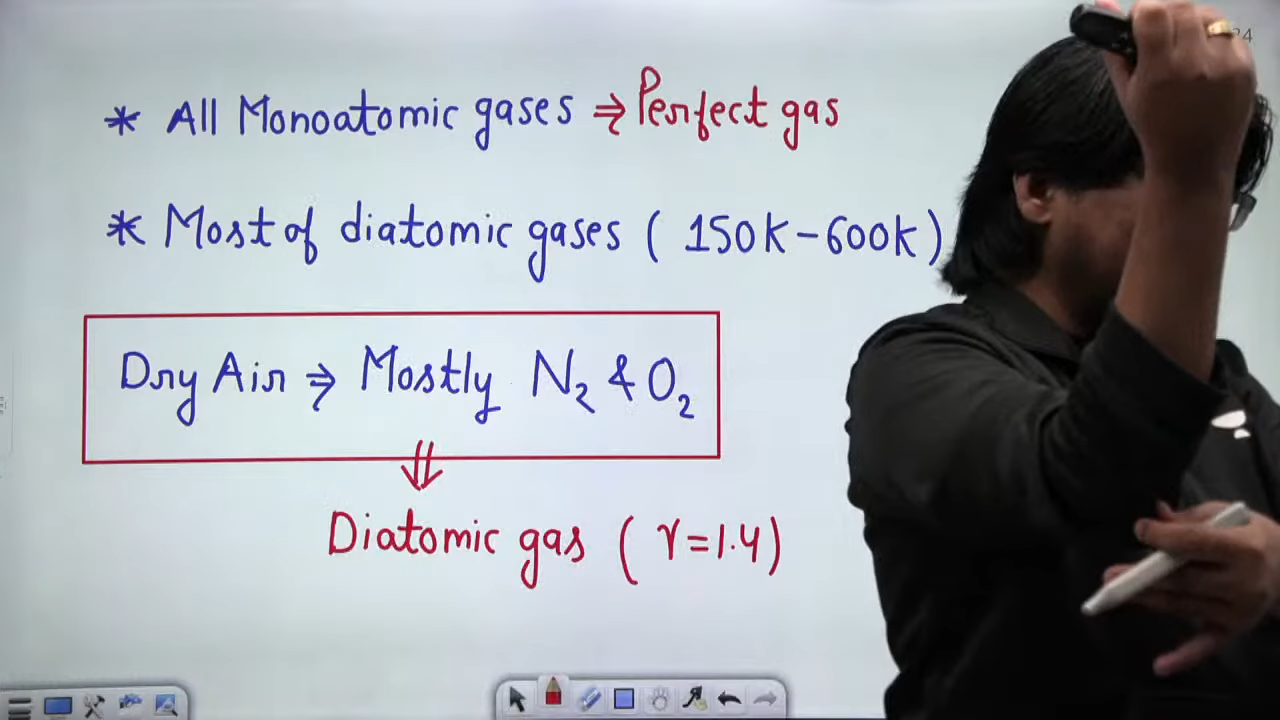 * All Monoatomic gases ⇒ Perfect gas
* Most of diatomic gases ( 150K - 600K )
Dry Air ⇒ Mostly N₂ & O₂
⇓
Diatomic gas ( γ = 1.4 )